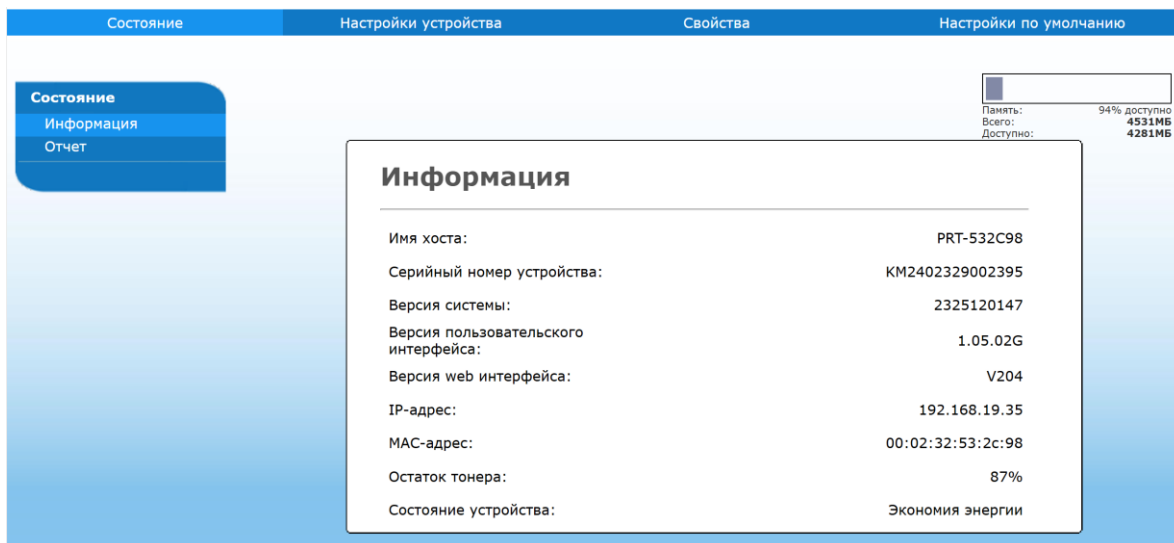 Состояние Настройки устройства Свойства Настройки по умолчанию
Состояние
Информация
Отчет
Память: 94% доступно
Всего: 4531МБ
Доступно: 4281МБ
Информация
Имя хоста: PRT-532C98
Серийный номер устройства: KM2402329002395
Версия системы: 2325120147
Версия пользовательского
интерфейса: 1.05.02G
Версия web интерфейса: V204
IP-адрес: 192.168.19.35
МАС-адрес: 00:02:32:53:2c:98
Остаток тонера: 87%
Состояние устройства: Экономия энергии